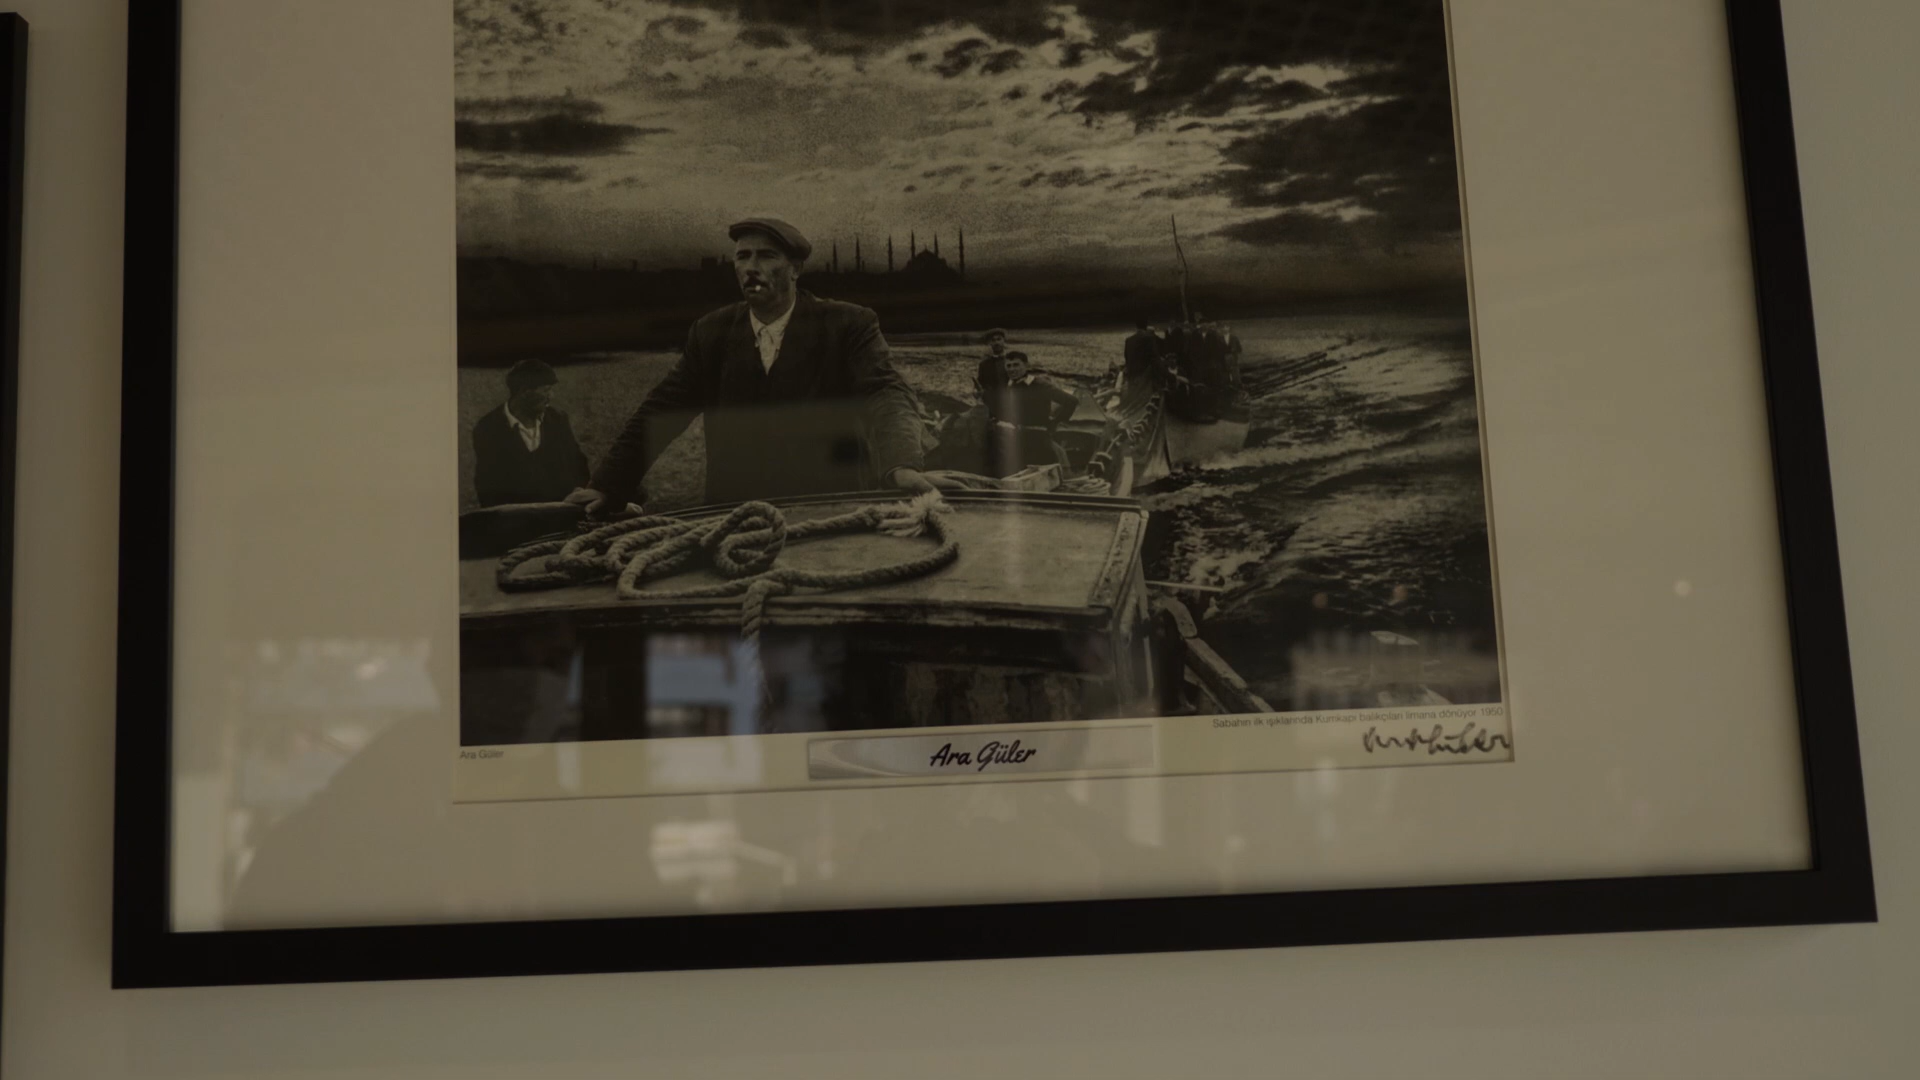 Sabahın ilk ışıklarında Kumkapı balıkçıları limana dönüyor 1950
Ara Güler
Ara Güler